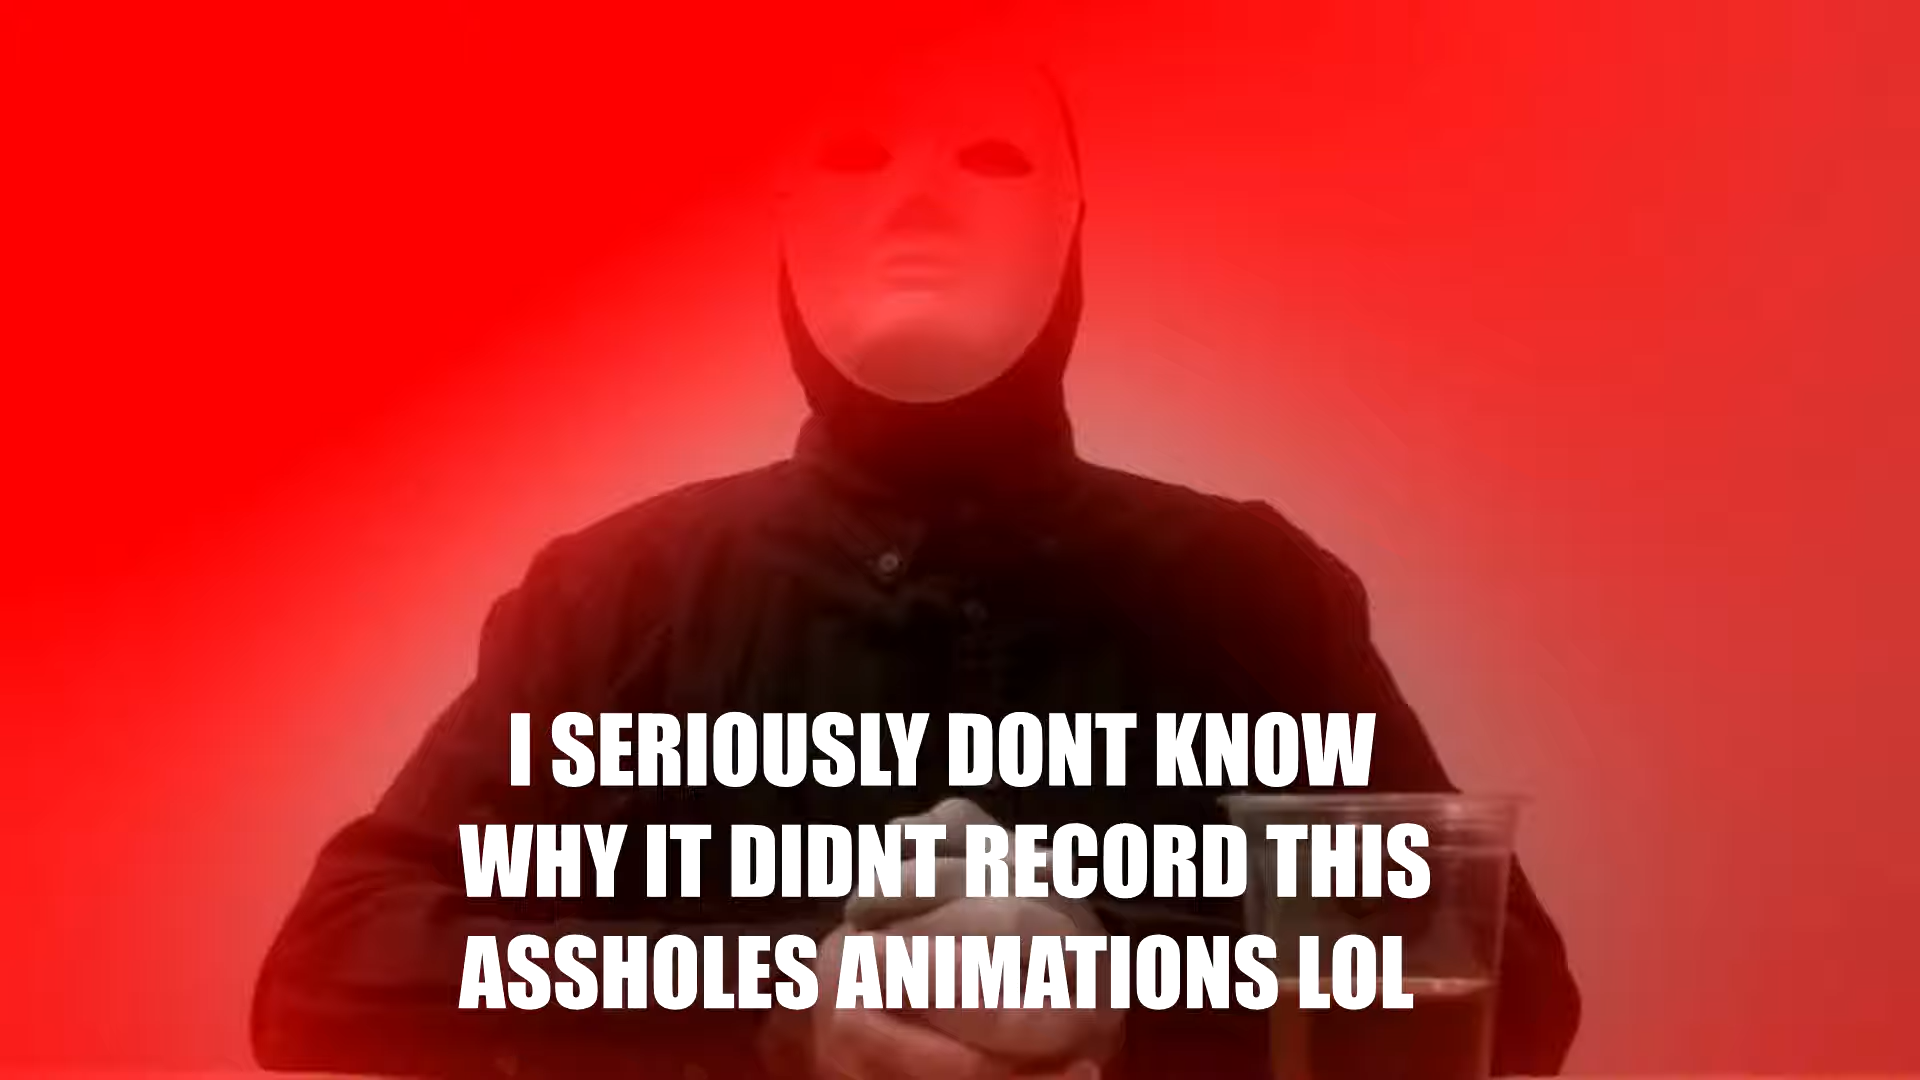 I SERIOUSLY DONT KNOW
WHY IT DIDNT RECORD THIS
ASSHOLES ANIMATIONS LOL